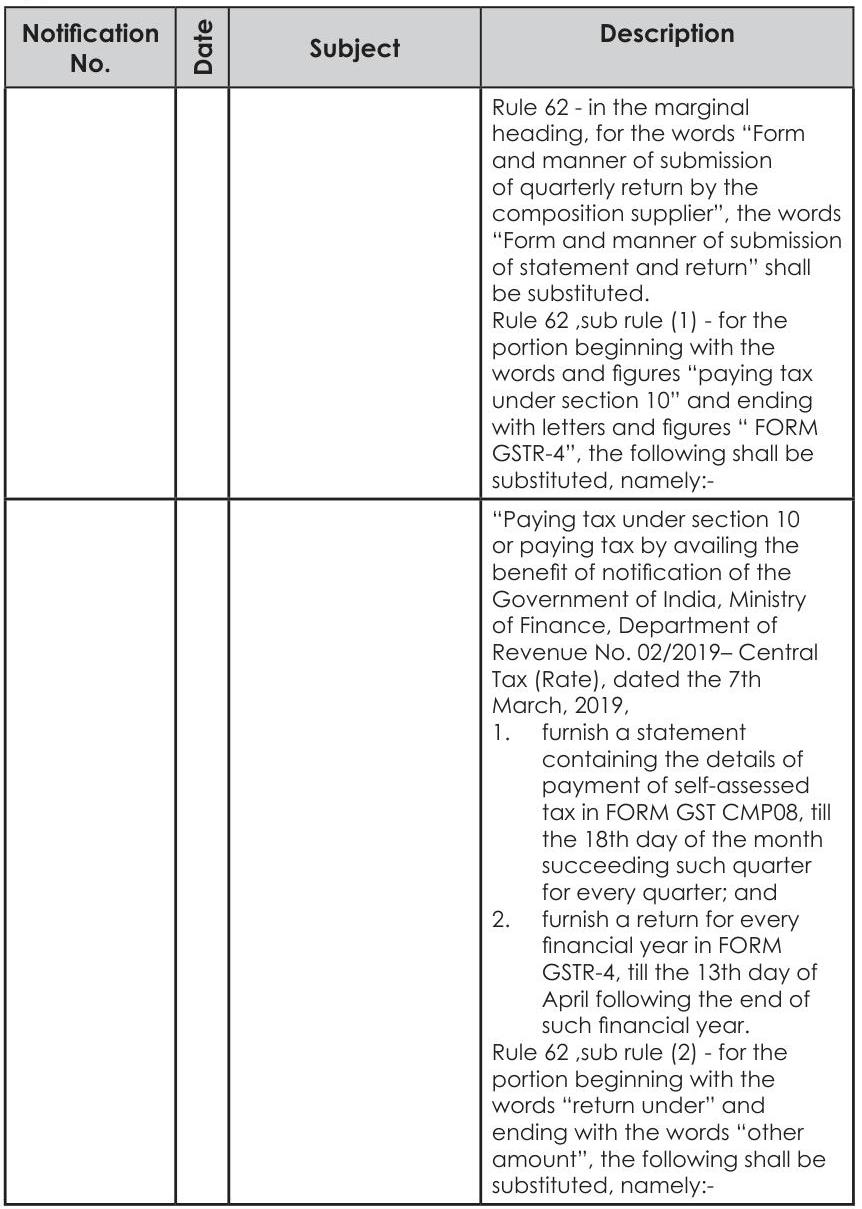 Notification No.
Date
Subject
Description
Rule 62 - in the marginal
heading, for the words “Form
and manner of submission
of quarterly return by the
composition supplier”, the words
“Form and manner of submission
of statement and return” shall
be substituted.
Rule 62 ,sub rule (1) - for the
portion beginning with the
words and figures “paying tax
under section 10” and ending
with letters and figures “ FORM
GSTR-4”, the following shall be
substituted, namely:-
“Paying tax under section 10
or paying tax by availing the
benefit of notification of the
Government of India, Ministry
of Finance, Department of
Revenue No. 02/2019– Central
Tax (Rate), dated the 7th
March, 2019,
1. furnish a statement
containing the details of
payment of self-assessed
tax in FORM GST CMP08, till
the 18th day of the month
succeeding such quarter
for every quarter; and
2. furnish a return for every
financial year in FORM
GSTR-4, till the 13th day of
April following the end of
such financial year.
Rule 62 ,sub rule (2) - for the
portion beginning with the
words “return under” and
ending with the words “other
amount”, the following shall be
substituted, namely:-